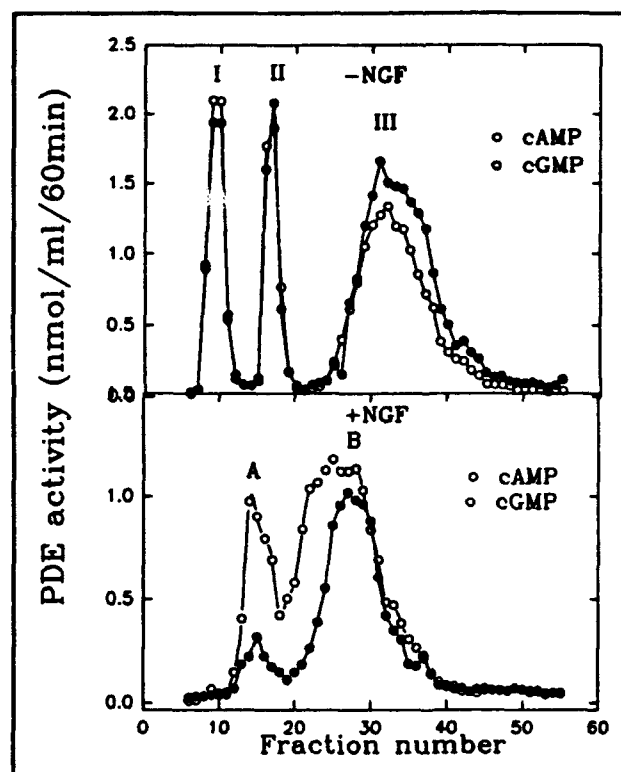 2.5
I II -NGF
2.0
III
○ cAMP
○ cGMP
1.5
1.0
0.5
+NGF
B
A
○ cAMP
○ cGMP
1.0
0.5
0.0
0 10 20 30 40 50 60
Fraction number
PDE activity (nmol/ml/60min)